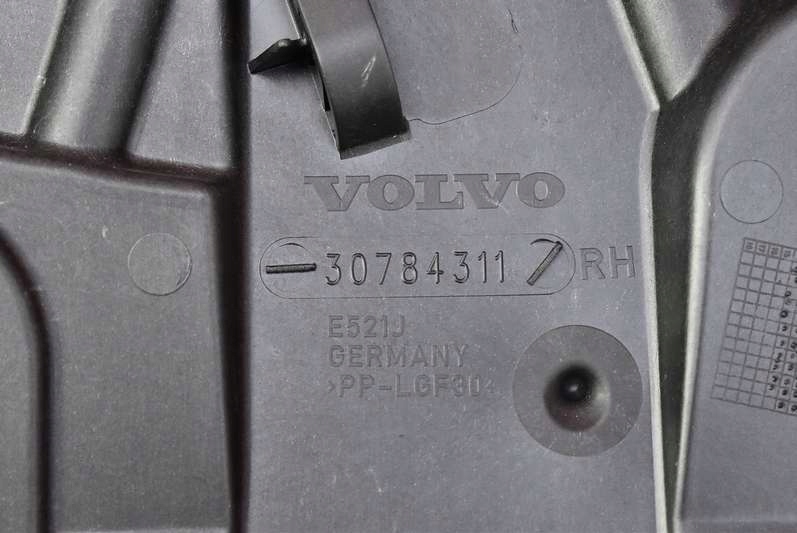 VOLVO
30784311 RH
E521J
GERMANY
>PP-LGF30<